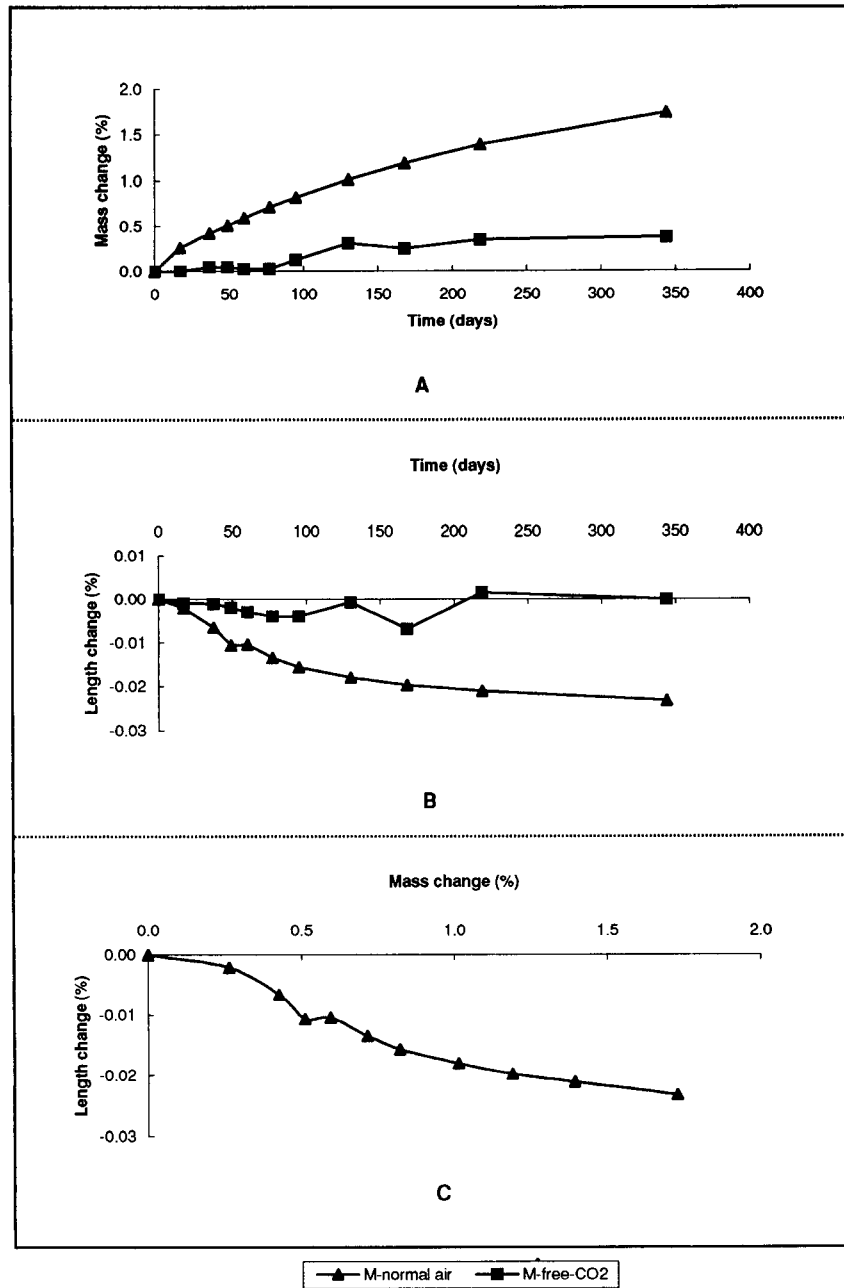 2.0
1.5
1.0
0.5
0.0
Mass change (%)
0 50 100 150 200 250 300 350 400
Time (days)
A
Time (days)
0 50 100 150 200 250 300 350 400
0.01
0.00
-0.01
-0.02
-0.03
Length change (%)
B
Mass change (%)
0.0 0.5 1.0 1.5 2.0
0.00
-0.01
-0.02
-0.03
Length change (%)
C
M-normal air M-free-CO2